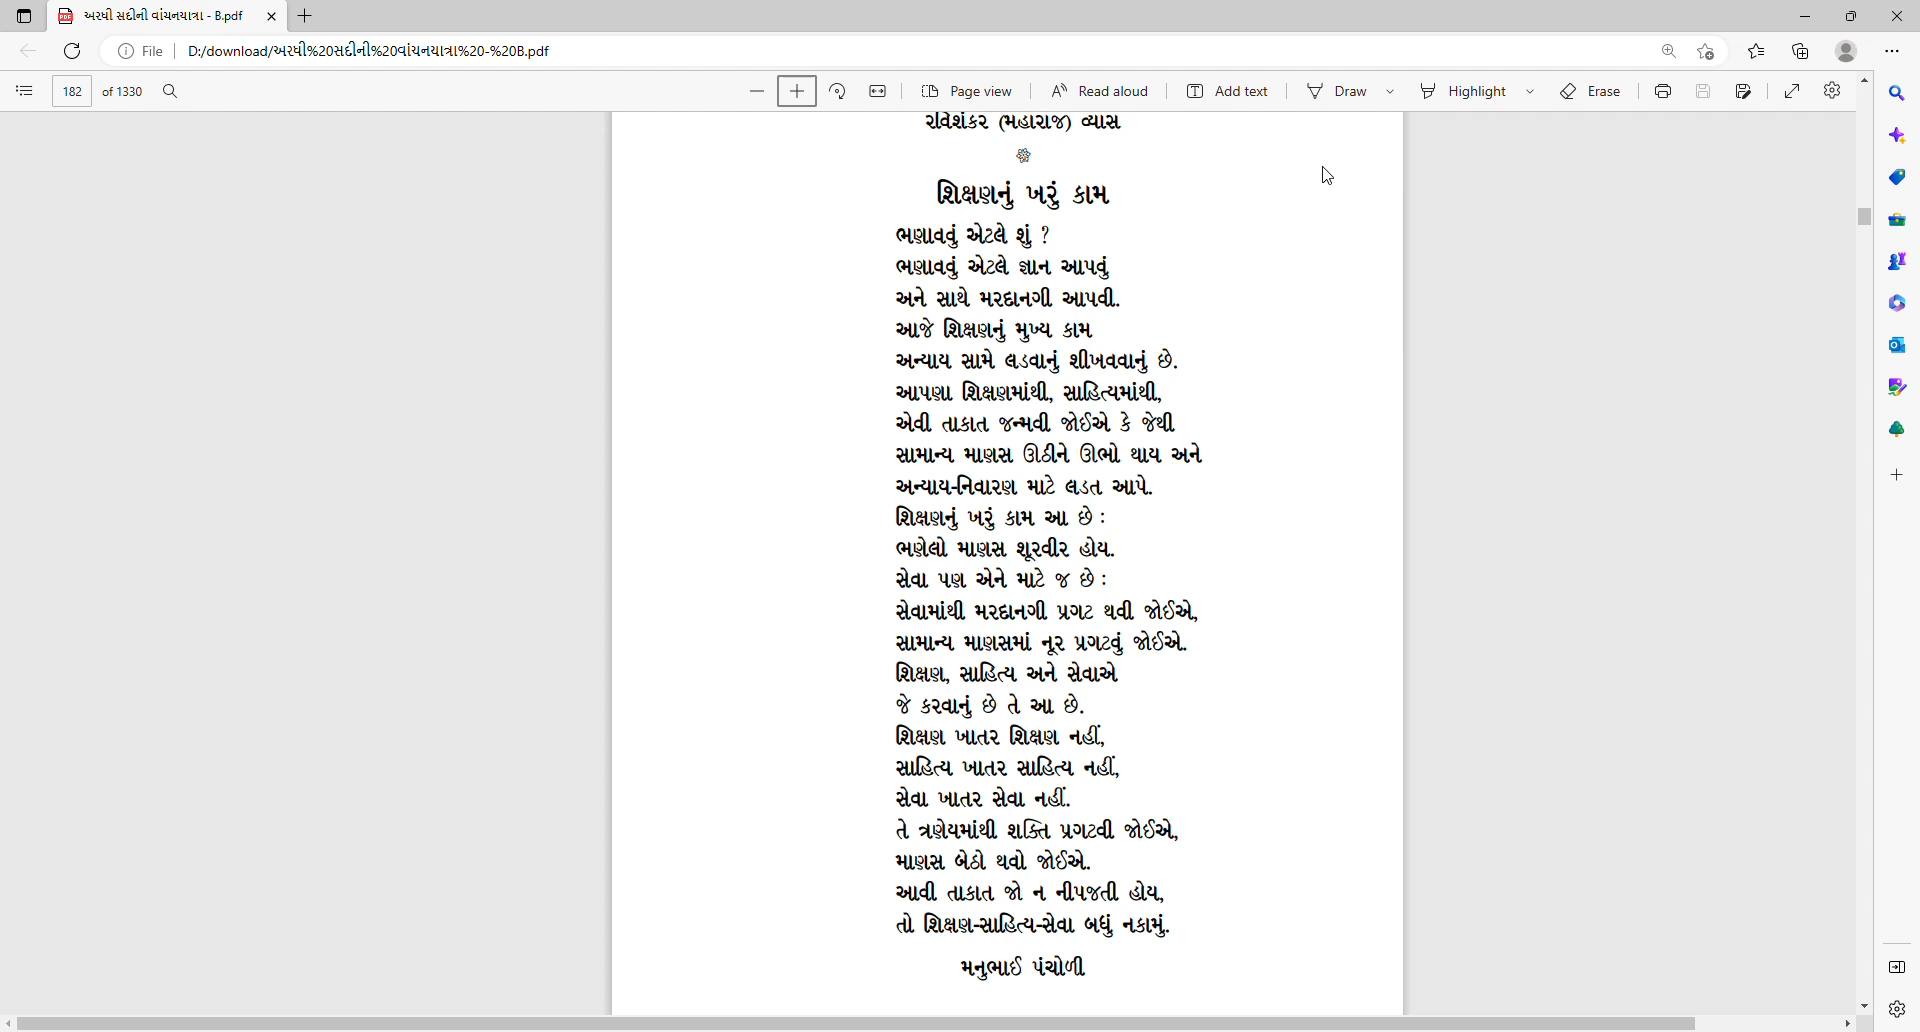 અરધી સદીની વાંચનયાત્રા - B.pdf
File D:/download/અરધી%20સદીની%20વાંચનયાત્રા%20-%20B.pdf
182 of 1330 Page view Read aloud Add text Draw Highlight Erase
રવિશંકર (મહારાજ) વ્યાસ
શિક્ષણનું ખરું કામ
ભણાવવું એટલે શું ?
ભણાવવું એટલે જ્ઞાન આપવું
અને સાથે મરદાનગી આપવી.
આજે શિક્ષણનું મુખ્ય કામ
અન્યાય સામે લડવાનું શીખવવાનું છે.
આપણા શિક્ષણમાંથી, સાહિત્યમાંથી,
એવી તાકાત જન્મવી જોઈએ કે જેથી
સામાન્ય માણસ ઊઠીને ઊભો થાય અને
અન્યાય-નિવારણ માટે લડત આપે.
શિક્ષણનું ખરું કામ આ છે :
ભણેલો માણસ શૂરવીર હોય.
સેવા પણ એને માટે જ છે :
સેવામાંથી મરદાનગી પ્રગટ થવી જોઈએ,
સામાન્ય માણસમાં નૂર પ્રગટવું જોઈએ.
શિક્ષણ, સાહિત્ય અને સેવાએ
જે કરવાનું છે તે આ છે.
શિક્ષણ ખાતર શિક્ષણ નહીં,
સાહિત્ય ખાતર સાહિત્ય નહીં,
સેવા ખાતર સેવા નહીં.
તે ત્રણેયમાંથી શક્તિ પ્રગટવી જોઈએ,
માણસ બેઠો થવો જોઈએ.
આવી તાકાત જો ન નીપજતી હોય,
તો શિક્ષણ-સાહિત્ય-સેવા બધું નકામું.
મનુભાઈ પંચોળી